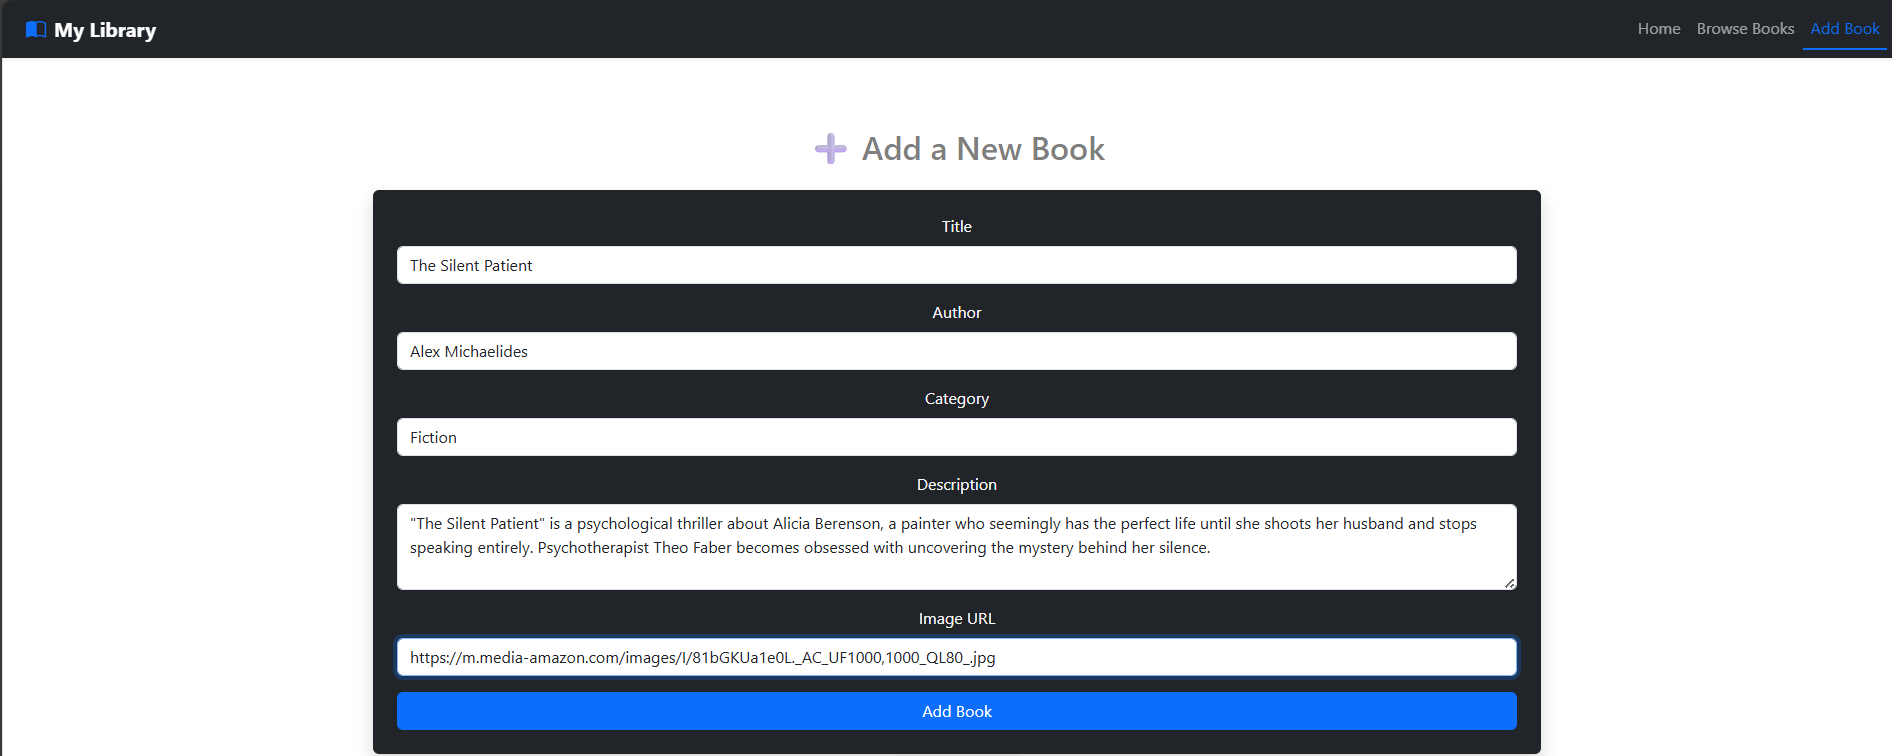 My Library
Home Browse Books Add Book
Add a New Book
Title
The Silent Patient
Author
Alex Michaelides
Category
Fiction
Description
"The Silent Patient" is a psychological thriller about Alicia Berenson, a painter who seemingly has the perfect life until she shoots her husband and stops
speaking entirely. Psychotherapist Theo Faber becomes obsessed with uncovering the mystery behind her silence.
Image URL
https://m.media-amazon.com/images/I/81bGKUa1e0L._AC_UF1000,1000_QL80_.jpg
Add Book